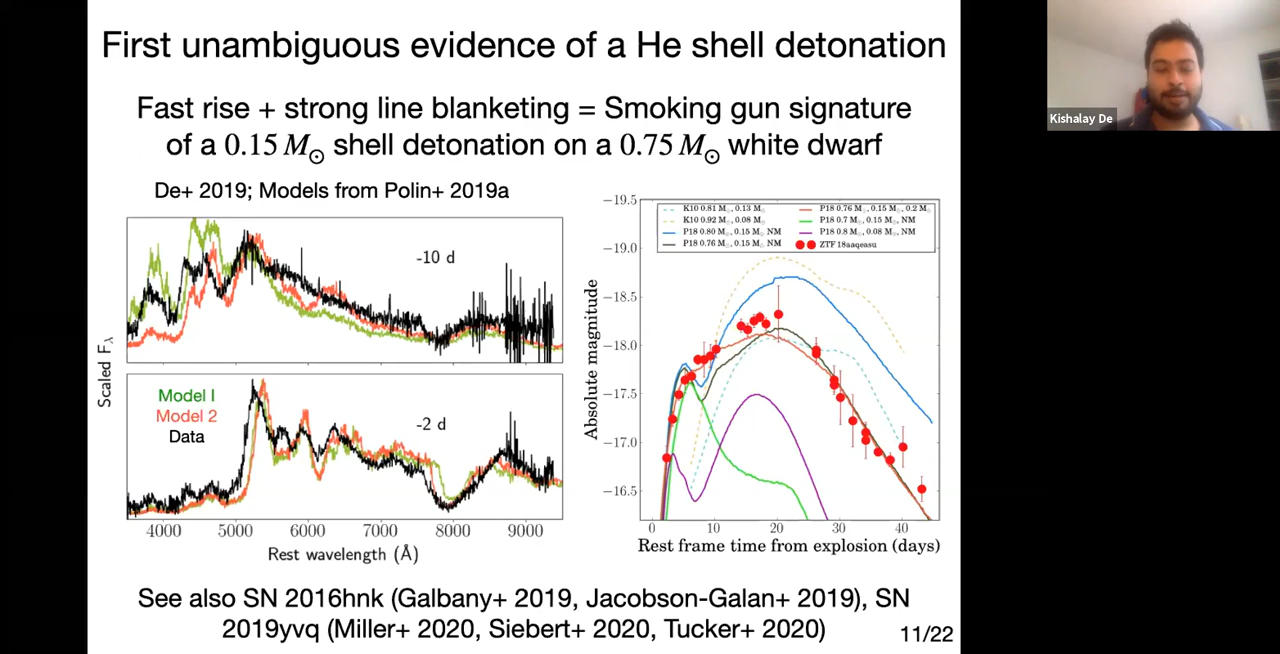 First unambiguous evidence of a He shell detonation
Fast rise + strong line blanketing = Smoking gun signature
of a 0.15 M⊙ shell detonation on a 0.75 M⊙ white dwarf
De+ 2019; Models from Polin+ 2019a
-10 d
Scaled Fλ
Model 1
Model 2
Data
-2 d
4000 5000 6000 7000 8000 9000
Rest wavelength (Å)
K10 0.81 M⊙, 0.13 M⊙
K10 0.92 M⊙, 0.08 M⊙
P18 0.80 M⊙, 0.15 M⊙ NM
P18 0.76 M⊙, 0.15 M⊙ NM
P18 0.76 M⊙, 0.15 M⊙, 0.2 M⊙
P18 0.7 M⊙, 0.15 M⊙, NM
P18 0.8 M⊙, 0.08 M⊙, NM
ZTF 18aaqeasu
−19.5
−19.0
−18.5
−18.0
−17.5
−17.0
−16.5
Absolute magnitude
0 10 20 30 40
Rest frame time from explosion (days)
See also SN 2016hnk (Galbany+ 2019, Jacobson-Galan+ 2019), SN
2019yvq (Miller+ 2020, Siebert+ 2020, Tucker+ 2020)
11/22
Kishalay De